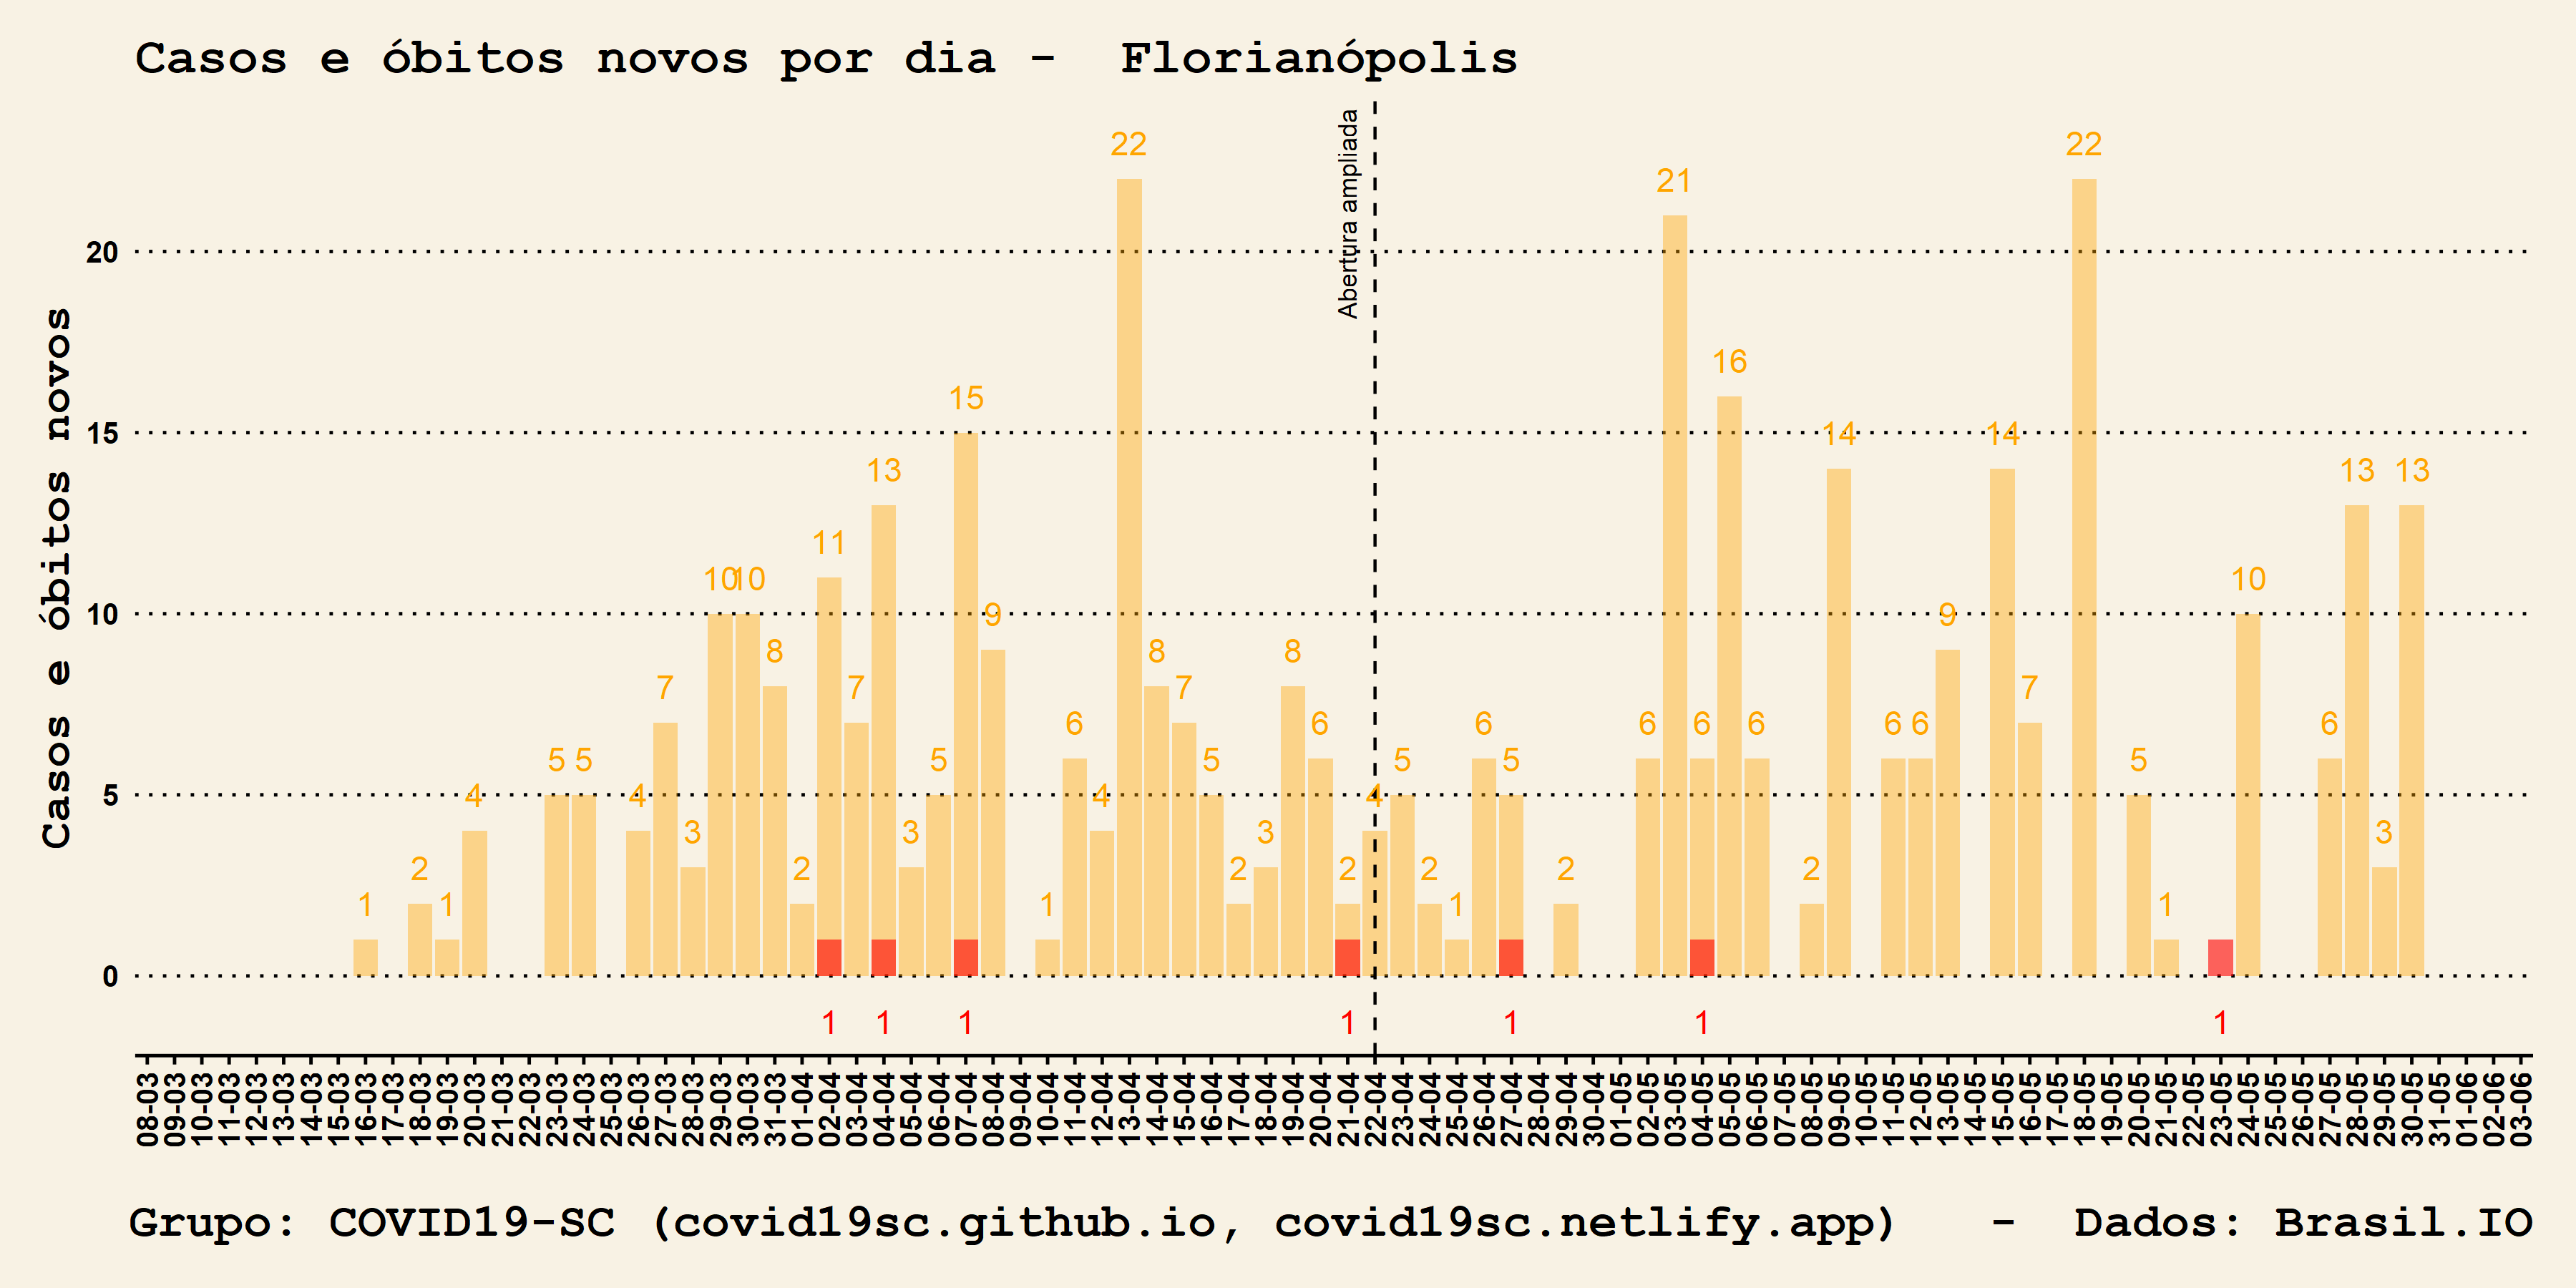 Casos e óbitos novos por dia -  Florianópolis
Abertura ampliada
Casos e óbitos novos
20
15
10
5
0
1 2 1 4 5 5 4 7 3 10 10 8 2 11 7 13 3 5 15 9 1 6 4 22 8 7 5 2 3 8 6 2 4 5 2 1 6 5 2 6 21 6 16 6 2 14 6 6 9 14 7 22 5 1 10 6 13 3 13
1 1 1 1 1 1 1
08-03 09-03 10-03 11-03 12-03 13-03 14-03 15-03 16-03 17-03 18-03 19-03 20-03 21-03 22-03 23-03 24-03 25-03 26-03 27-03 28-03 29-03 30-03 31-03 01-04 02-04 03-04 04-04 05-04 06-04 07-04 08-04 09-04 10-04 11-04 12-04 13-04 14-04 15-04 16-04 17-04 18-04 19-04 20-04 21-04 22-04 23-04 24-04 25-04 26-04 27-04 28-04 29-04 30-04 01-05 02-05 03-05 04-05 05-05 06-05 07-05 08-05 09-05 10-05 11-05 12-05 13-05 14-05 15-05 16-05 17-05 18-05 19-05 20-05 21-05 22-05 23-05 24-05 25-05 26-05 27-05 28-05 29-05 30-05 31-05 01-06 02-06 03-06
Grupo: COVID19-SC (covid19sc.github.io, covid19sc.netlify.app)   -  Dados: Brasil.IO